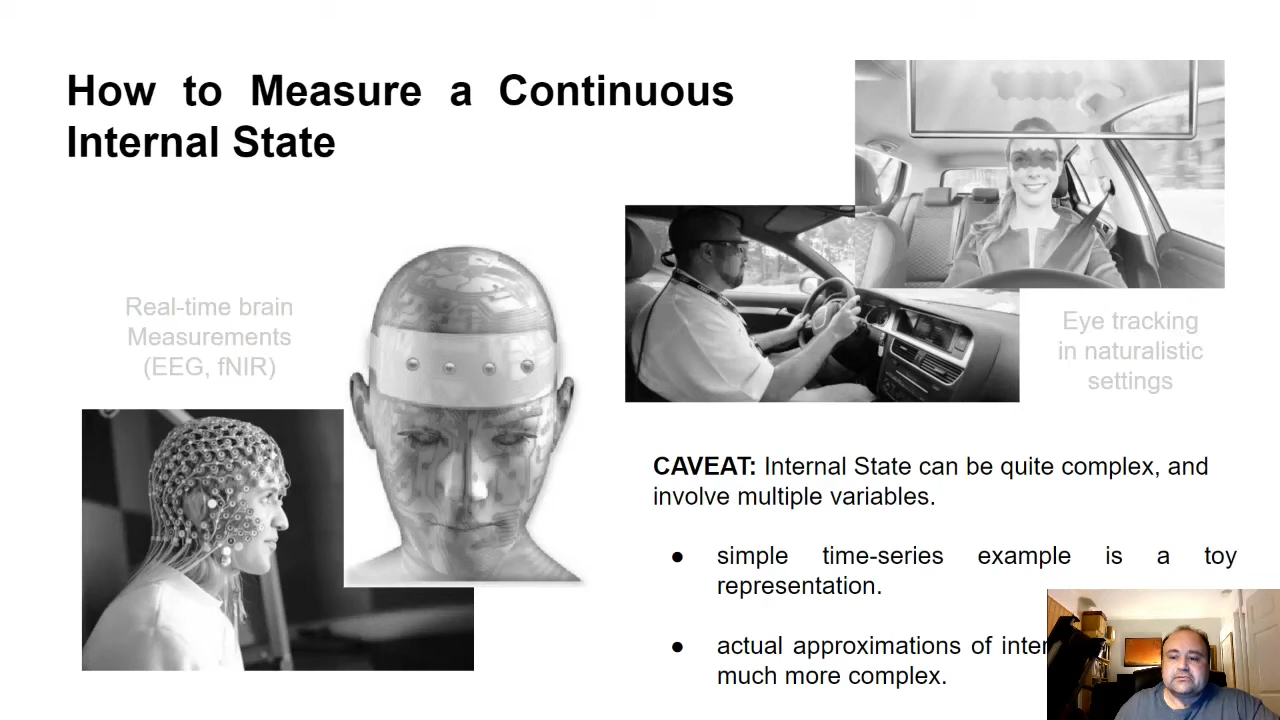 How to Measure a Continuous
Internal State
Real-time brain
Measurements
(EEG, fNIR)
Eye tracking
in naturalistic
settings
CAVEAT: Internal State can be quite complex, and
involve multiple variables.
● simple time-series example is a toy
representation.
● actual approximations of
much more complex.